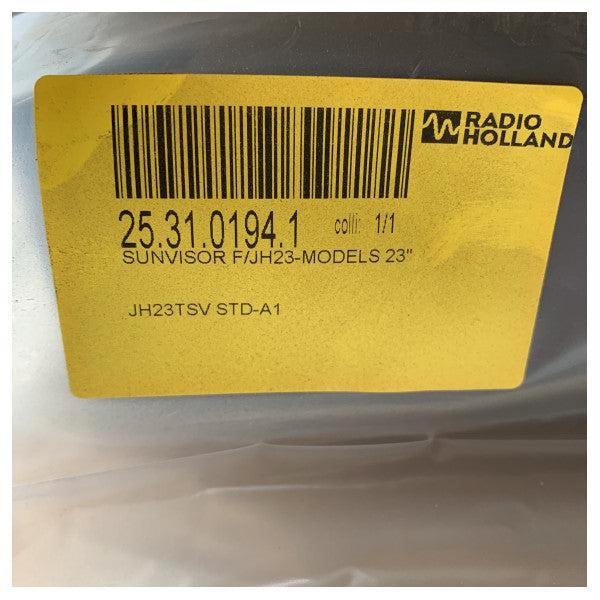 RADIO
HOLLAND
25.31.0194.1 colli: 1/1
SUNVISOR F/JH23-MODELS 23"
JH23TSV STD-A1